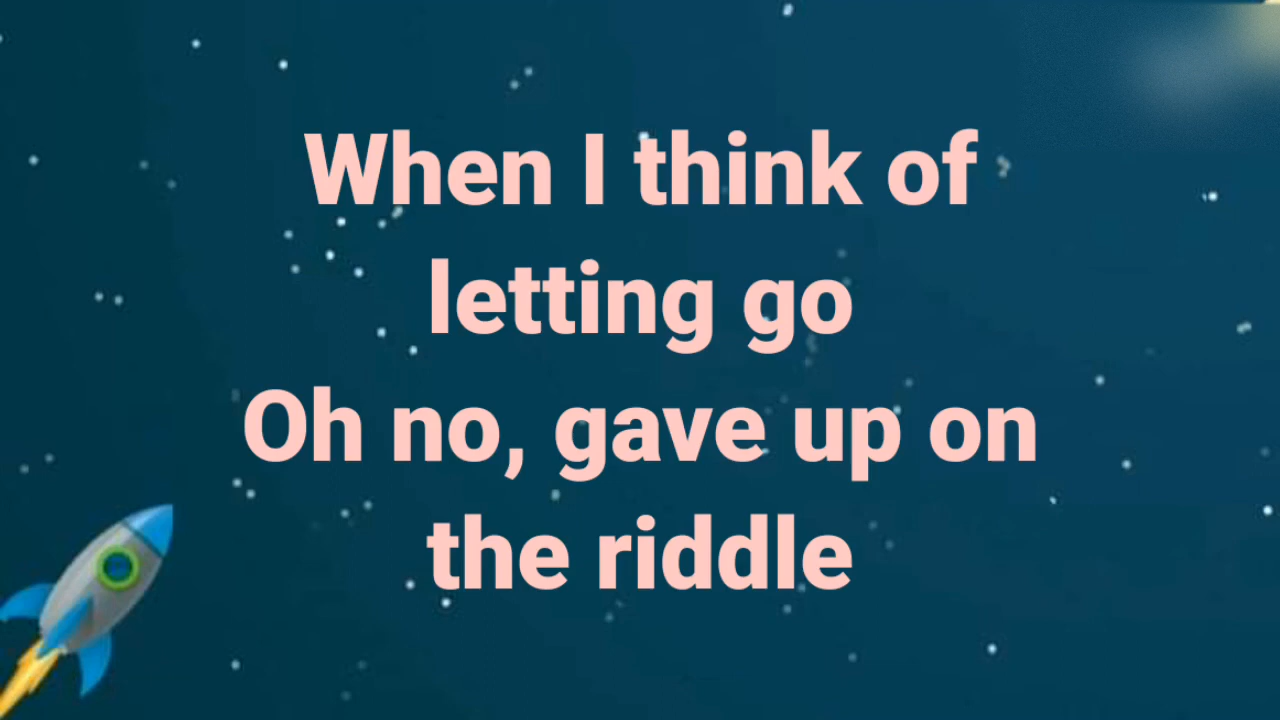 When I think of
letting go
Oh no, gave up on
the riddle